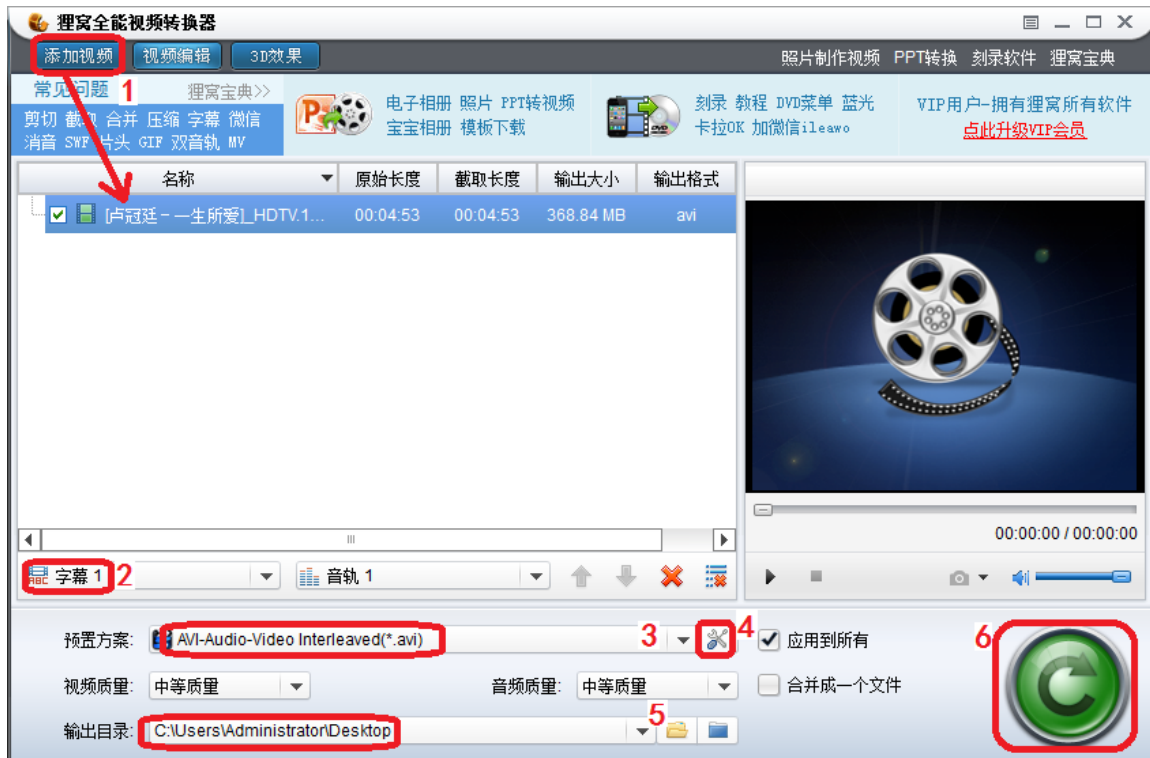 狸窝全能视频转换器
添加视频 视频编辑 3D效果 照片制作视频 PPT转换 刻录软件 狸窝宝典
常见问题 1 狸窝宝典>>
剪切 截取 合并 压缩 字幕 微信
消音 SWF 片头 GIF 双音轨 MV
电子相册 照片 PPT转视频
宝宝相册 模板下载
刻录 教程 DVD菜单 蓝光
卡拉OK 加微信ileawo
VIP用户-拥有狸窝所有软件
点此升级VIP会员
名称 原始长度 截取长度 输出大小 输出格式
[卢冠廷 - 一生所爱]_HDTV.1... 00:04:53 00:04:53 368.84 MB avi
00:00:00 / 00:00:00
ABC 字幕 1 2 音轨 1
预置方案: AVI-Audio-Video Interleaved(*.avi) 3 4 应用到所有 6
视频质量: 中等质量 音频质量: 中等质量 合并成一个文件
输出目录: C:\Users\Administrator\Desktop 5